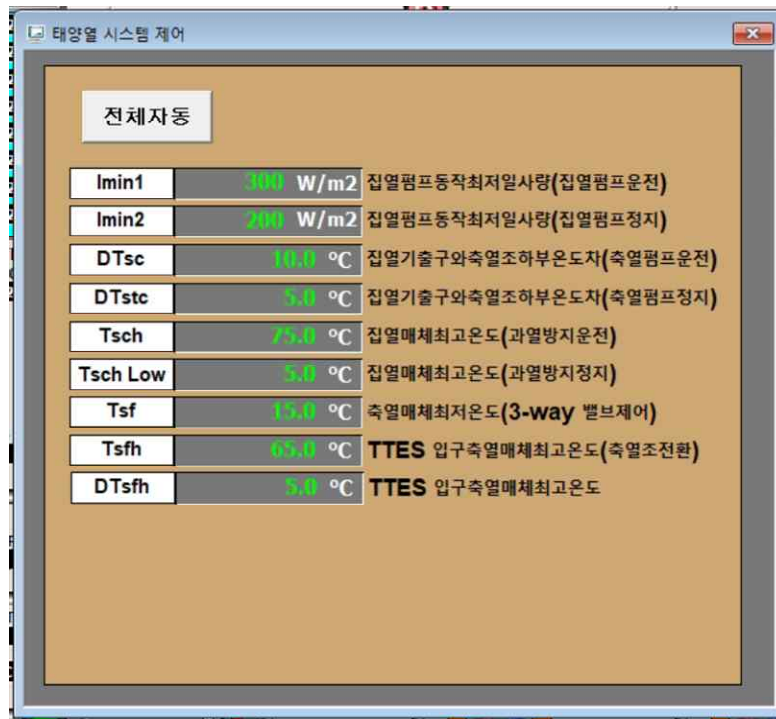 태양열 시스템 제어
전체자동
Imin1 300 W/m2 집열펌프동작최저일사량(집열펌프운전)
Imin2 200 W/m2 집열펌프동작최저일사량(집열펌프정지)
DTsc 10.0 °C 집열기출구와축열조하부온도차(축열펌프운전)
DTstc 5.0 °C 집열기출구와축열조하부온도차(축열펌프정지)
Tsch 75.0 °C 집열매체최고온도(과열방지운전)
Tsch Low 5.0 °C 집열매체최고온도(과열방지정지)
Tsf 15.0 °C 축열매체최저온도(3-way 밸브제어)
Tsfh 65.0 °C TTES 입구축열매체최고온도(축열조전환)
DTsfh 5.0 °C TTES 입구축열매체최고온도